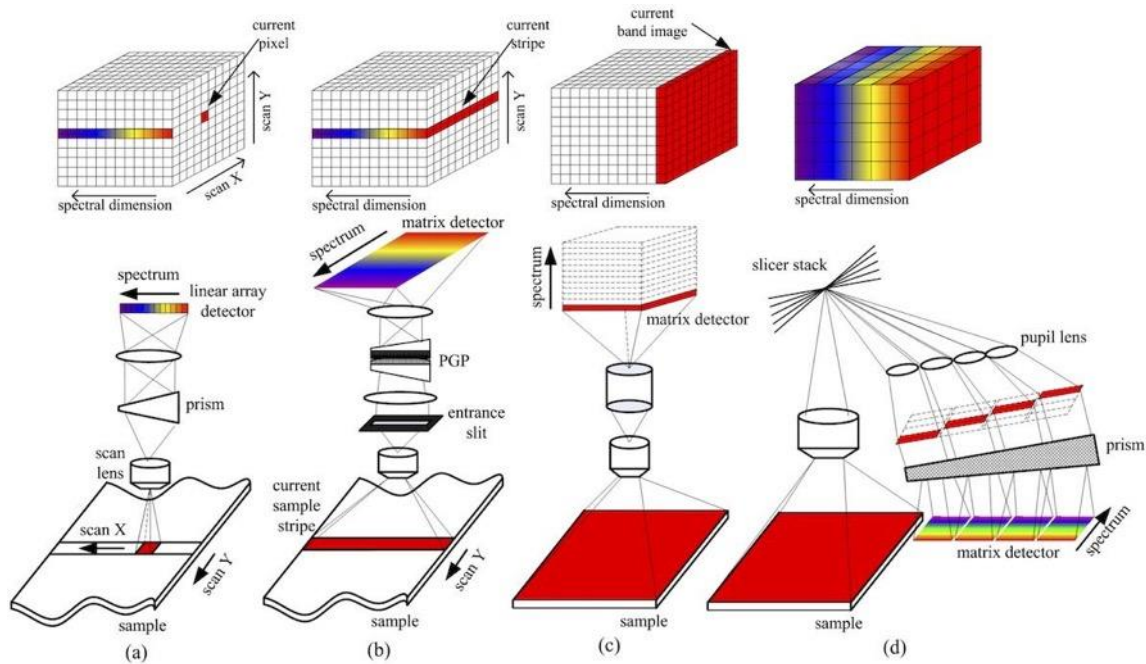 current
pixel
scan Y
scan X
spectral dimension
spectrum
linear array
detector
prism
scan
lens
scan X
scan Y
sample
(a)
current
stripe
scan Y
spectral dimension
matrix detector
spectrum
PGP
entrance
slit
current
sample
stripe
scan Y
sample
(b)
current
band image
spectral dimension
spectrum
matrix detector
sample
(c)
spectral dimension
slicer stack
pupil lens
prism
matrix detector
spectrum
sample
(d)